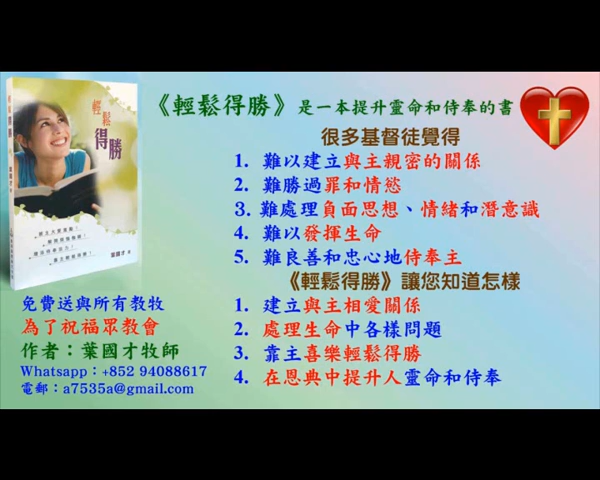 《輕鬆得勝》是一本提升靈命和侍奉的書
很多基督徒覺得
1. 難以建立與主親密的關係
2. 難勝過罪和情慾
3. 難處理負面思想、情緒和潛意識
4. 難以發揮生命
5. 難良善和忠心地侍奉主
《輕鬆得勝》讓您知道怎樣
1. 建立與主相愛關係
2. 處理生命中各樣問題
3. 靠主喜樂輕鬆得勝
4. 在恩典中提升人靈命和侍奉
輕鬆
得勝
輕鬆得勝
葉國才 著
免費送與所有教牧
為了祝福眾教會
作者：葉國才牧師
Whatsapp：+852 94088617
電郵：a7535a@gmail.com